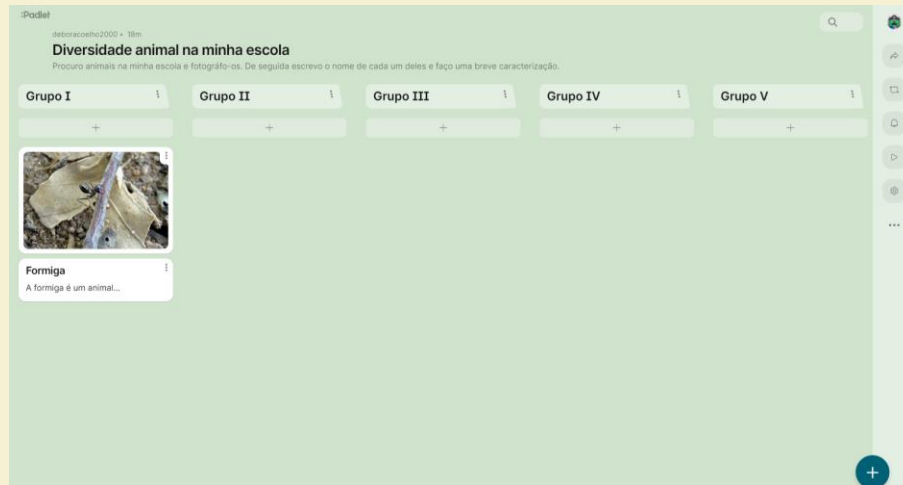 :Padlet
deboracoelho2000 • 18m
Diversidade animal na minha escola
Procuro animais na minha escola e fotográfo-os. De seguida escrevo o nome de cada um deles e faço uma breve caracterização.
Grupo I
Grupo II
Grupo III
Grupo IV
Grupo V
Formiga
A formiga é um animal...